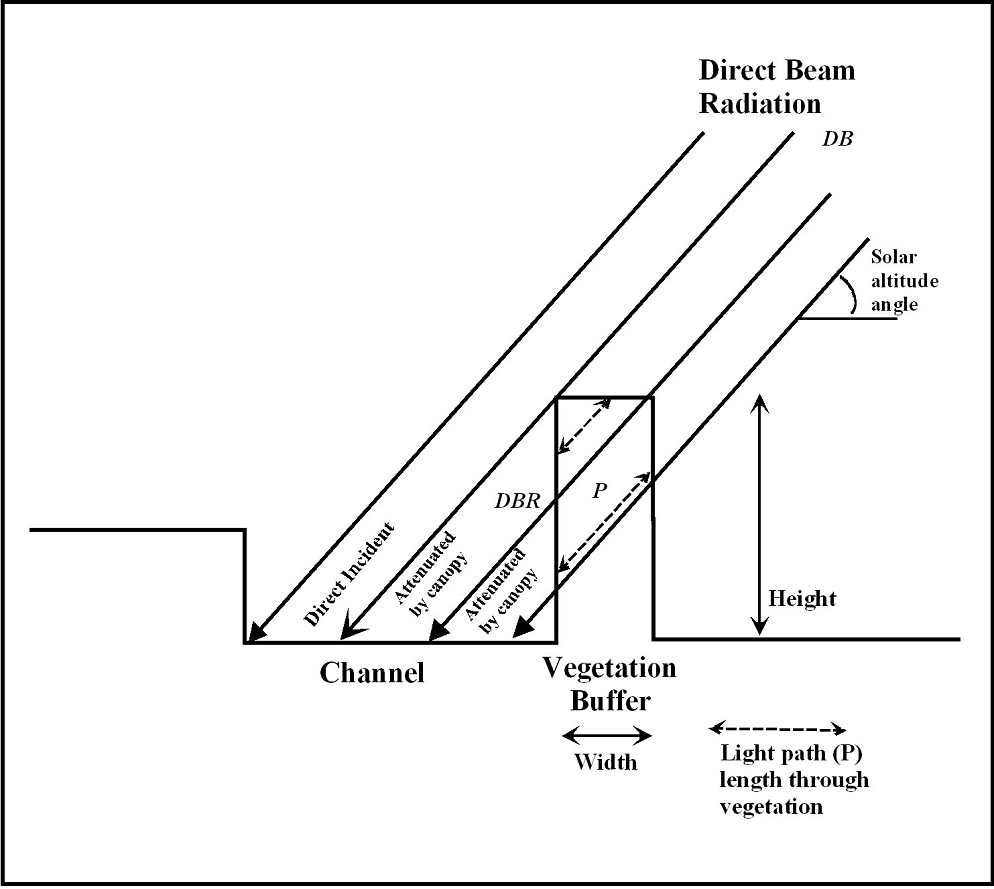 Direct Beam
Radiation
DB
Solar
altitude
angle
DBR
P
Direct Incident
Attenuated
by canopy
Attenuated
by canopy
Height
Channel
Vegetation
Buffer
Width
Light path (P)
length through
vegetation